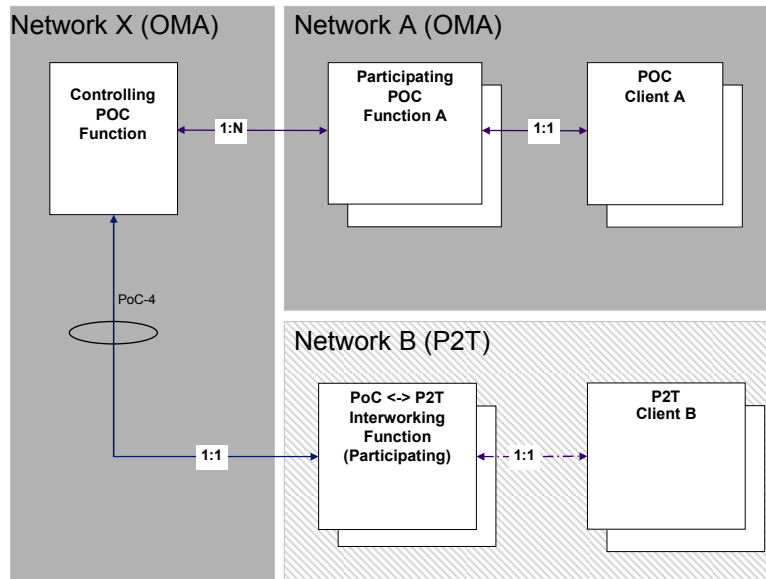 Network X (OMA)
Controlling
POC
Function
1:N
Network A (OMA)
Participating
POC
Function A
1:1
POC
Client A
PoC-4
1:1
Network B (P2T)
PoC <-> P2T
Interworking
Function
(Participating)
1:1
P2T
Client B